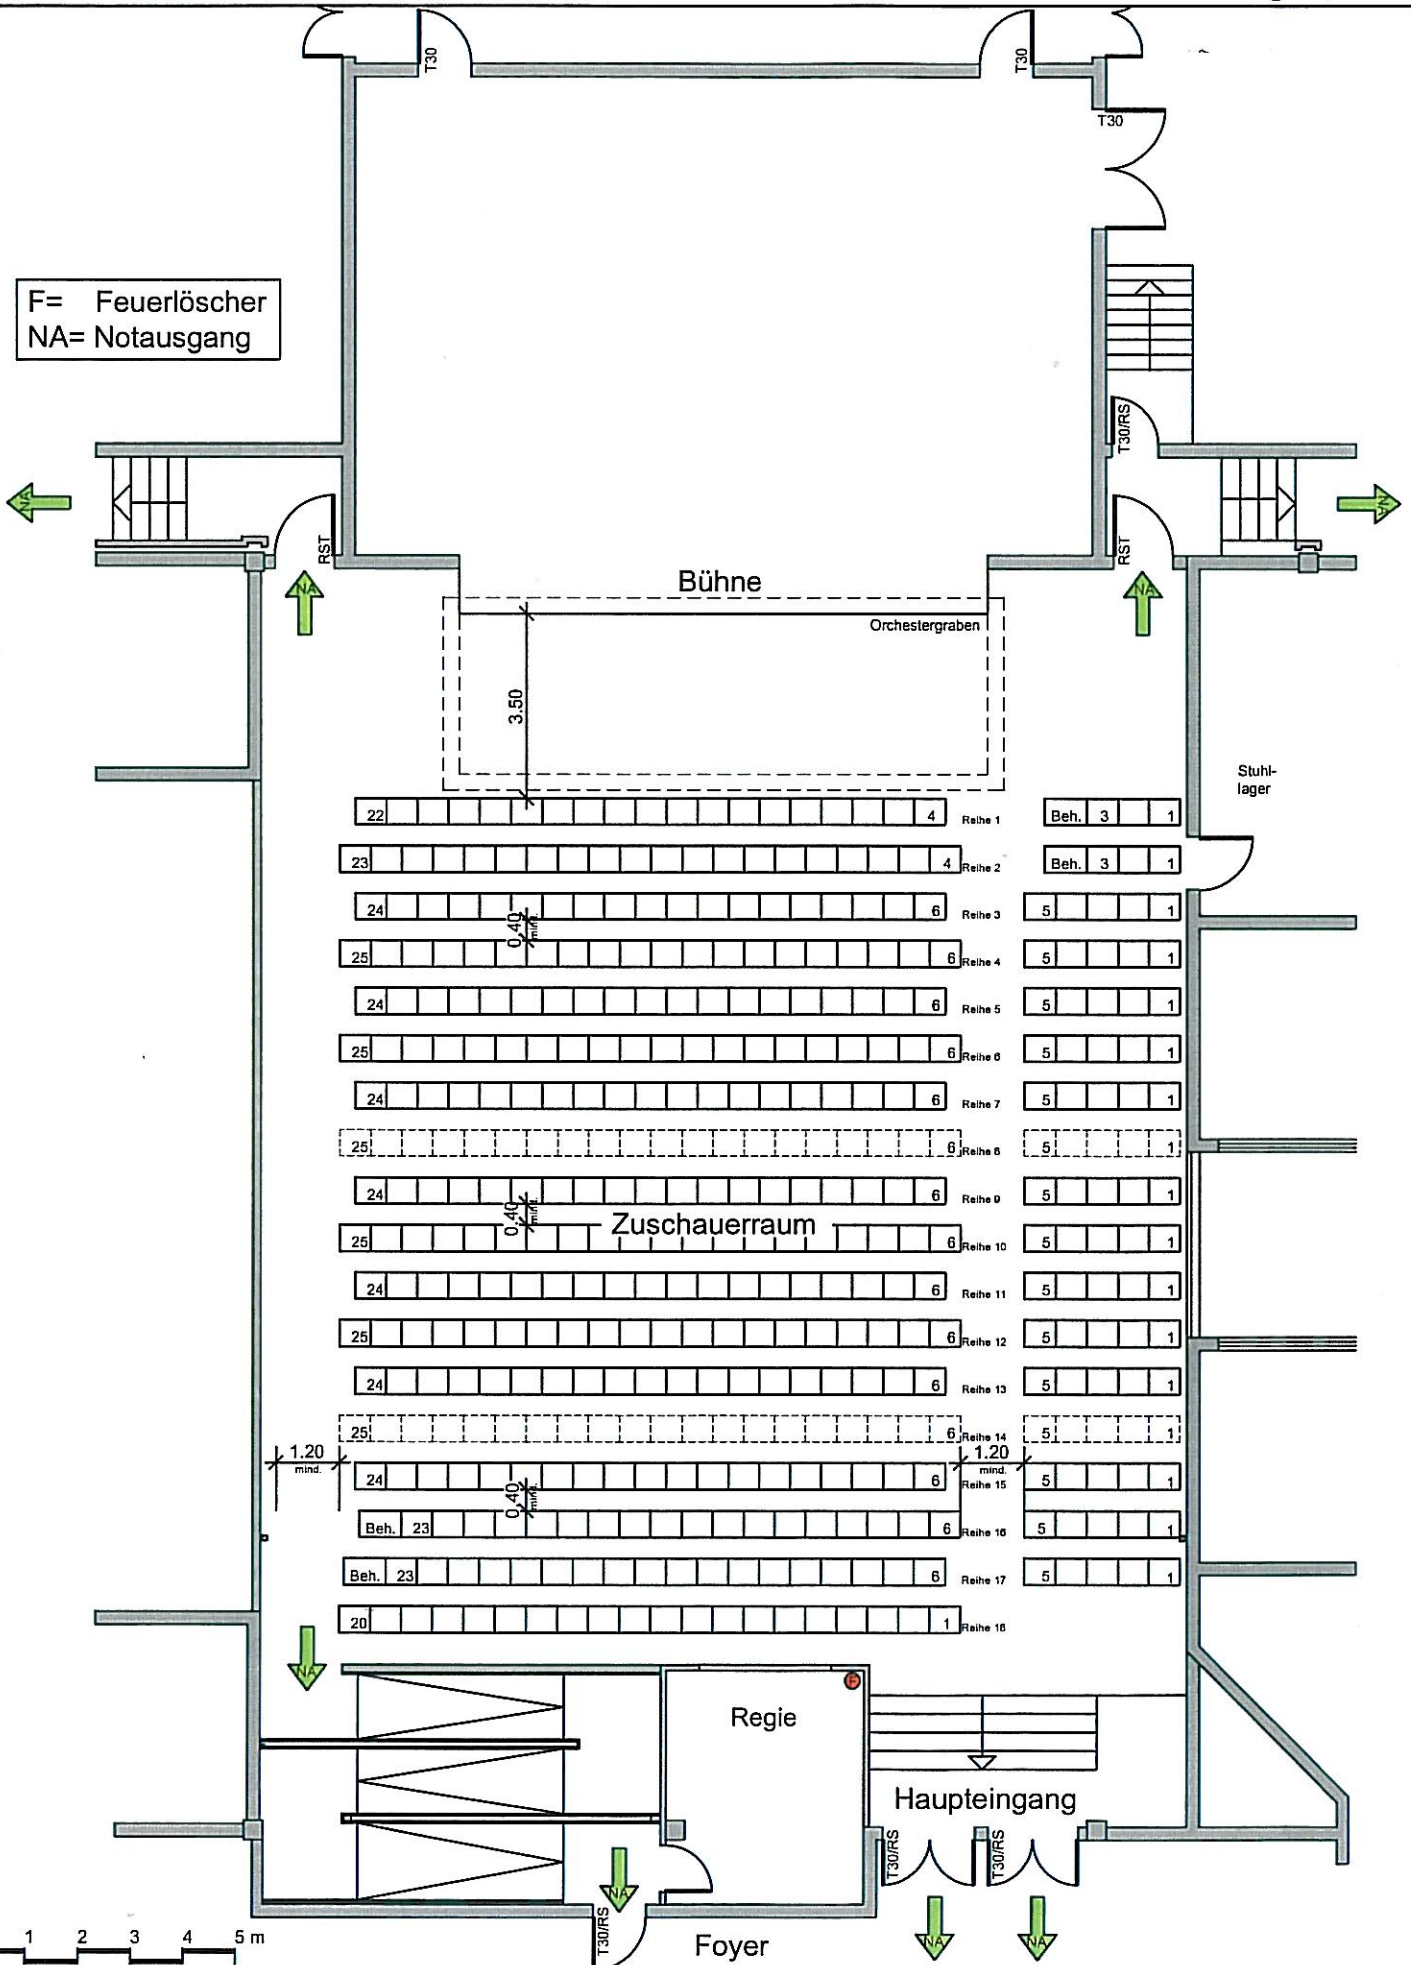 T30
T30
T30
F= Feuerlöscher
NA= Notausgang
T30/RS
NA
NA
RST
RST
NA
NA
Bühne
Orchestergraben
3.50
Stuhl-
lager
22 4 Reihe 1 Beh. 3 1
23 4 Reihe 2 Beh. 3 1
24 6 Reihe 3 5 1
0.40
mind.
25 6 Reihe 4 5 1
24 6 Reihe 5 5 1
25 6 Reihe 6 5 1
24 6 Reihe 7 5 1
25 6 Reihe 8 5 1
24 6 Reihe 9 5 1
0.40
mind.
Zuschauerraum
25 6 Reihe 10 5 1
24 6 Reihe 11 5 1
25 6 Reihe 12 5 1
24 6 Reihe 13 5 1
25 6 Reihe 14 5 1
1.20
mind.
1.20
mind.
24 6 Reihe 15 5 1
0.40
mind.
Beh. 23 6 Reihe 16 5 1
Beh. 23 6 Reihe 17 5 1
20 1 Reihe 18
NA
F
Regie
Haupteingang
T30/RS
T30/RS
NA
T30/RS
NA
NA
Foyer
1 2 3 4 5 m